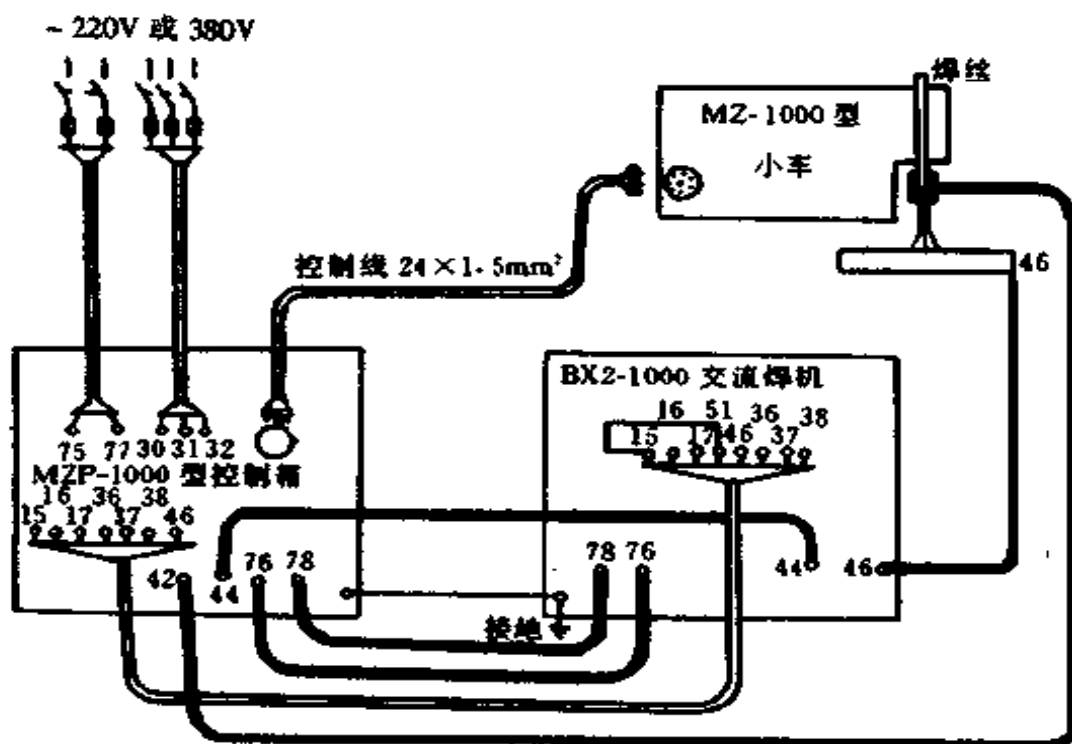 ~ 220V 或 380V
焊丝
MZ-1000 型
小车
控制线 24×1.5mm²
46
BX2-1000 交流焊机
16 51 36 38
15 17 46 37
75 77 30 31 32
MZP-1000 型控制箱
16 36 38
15 17 37 46
42 44 76 78
78 76 44 46
接地